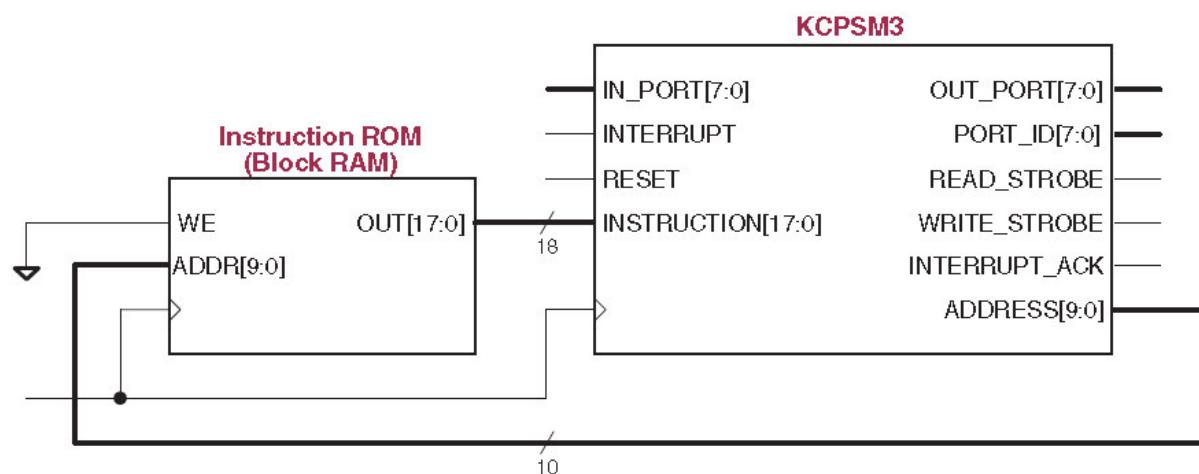 KCPSM3
IN_PORT[7:0]
OUT_PORT[7:0]
INTERRUPT
PORT_ID[7:0]
Instruction ROM
(Block RAM)
RESET
READ_STROBE
WE
OUT[17:0]
18
INSTRUCTION[17:0]
WRITE_STROBE
ADDR[9:0]
INTERRUPT_ACK
ADDRESS[9:0]
10